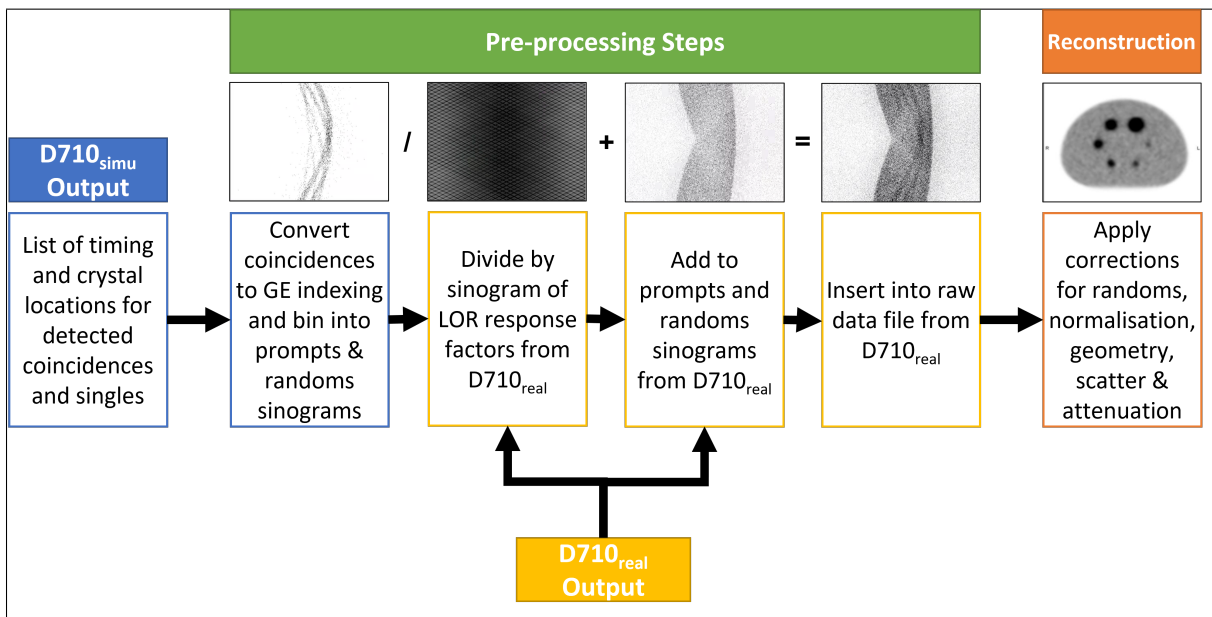 Pre-processing Steps
Reconstruction
/
+
=
R
L
D710simu
Output
List of timing
and crystal
locations for
detected
coincidences
and singles
Convert
coincidences
to GE indexing
and bin into
prompts &
randoms
sinograms
Divide by
sinogram of
LOR response
factors from
D710real
Add to
prompts and
randoms
sinograms
from D710real
Insert into raw
data file from
D710real
Apply
corrections
for randoms,
normalisation,
geometry,
scatter &
attenuation
D710real
Output